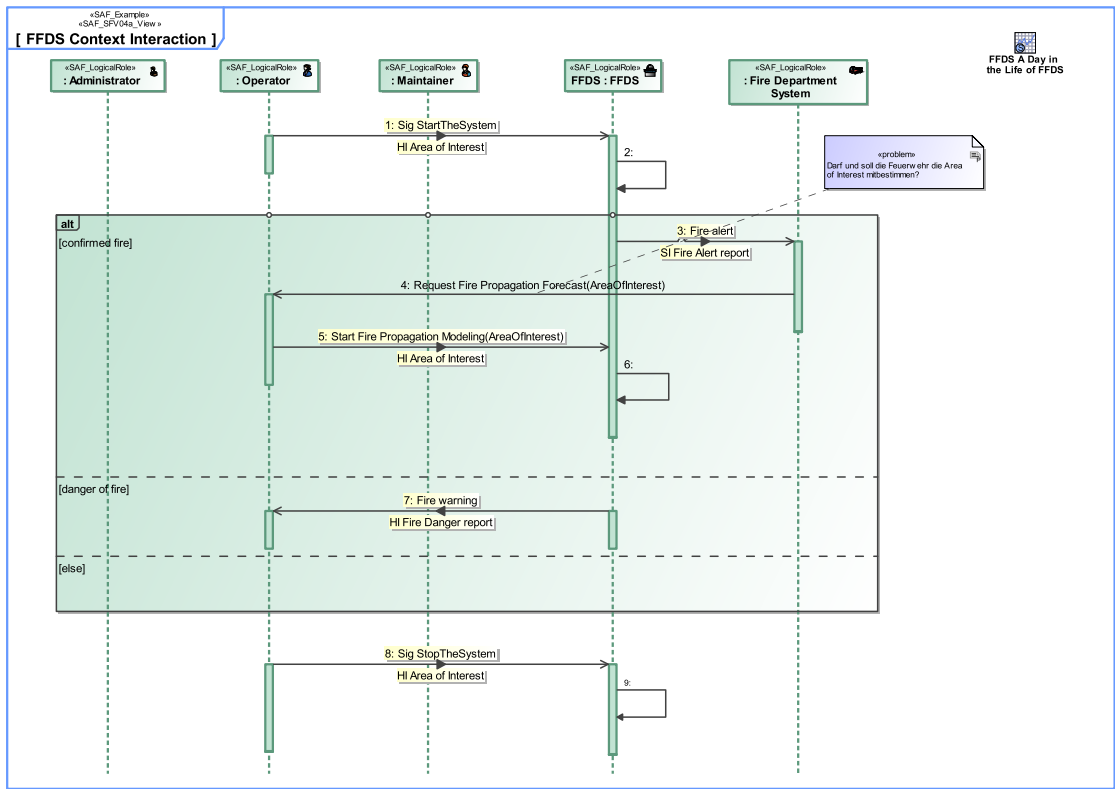 «SAF_Example»
«SAF_SFV04a_View »
[ FFDS Context Interaction ]
FFDS A Day in
the Life of FFDS
«SAF_LogicalRole»
: Administrator
«SAF_LogicalRole»
: Operator
«SAF_LogicalRole»
: Maintainer
«SAF_LogicalRole»
FFDS : FFDS
«SAF_LogicalRole»
: Fire Department
System
1: Sig StartTheSystem
HI Area of Interest
2:
«problem»
Darf und soll die Feuerwehr die Area
of Interest mitbestimmen?
alt
[confirmed fire]
3: Fire alert
SI Fire Alert report
4: Request Fire Propagation Forecast(AreaOfInterest)
5: Start Fire Propagation Modeling(AreaOfInterest)
HI Area of Interest
6:
[danger of fire]
7: Fire warning
HI Fire Danger report
[else]
8: Sig StopTheSystem
HI Area of Interest
9: